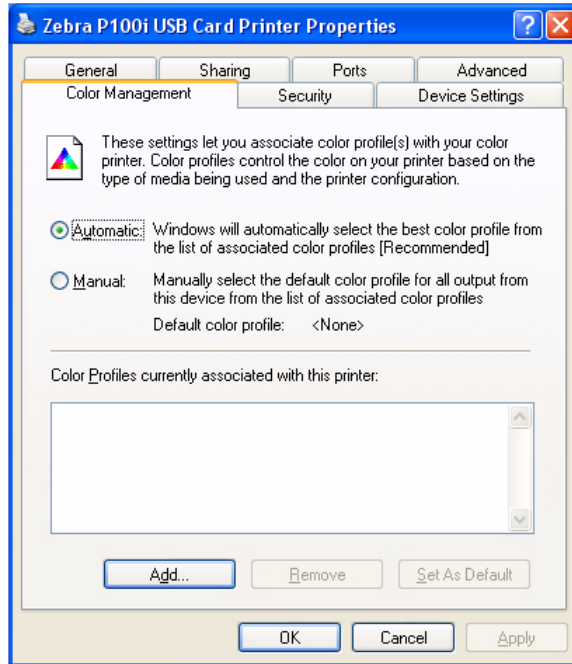 Zebra P100i USB Card Printer Properties
General Sharing Ports Advanced
Color Management Security Device Settings
These settings let you associate color profile(s) with your color
printer. Color profiles control the color on your printer based on the
type of media being used and the printer configuration.
Automatic: Windows will automatically select the best color profile from
the list of associated color profiles [Recommended]
Manual: Manually select the default color profile for all output from
this device from the list of associated color profiles
Default color profile: <None>
Color Profiles currently associated with this printer:
Add... Remove Set As Default
OK Cancel Apply